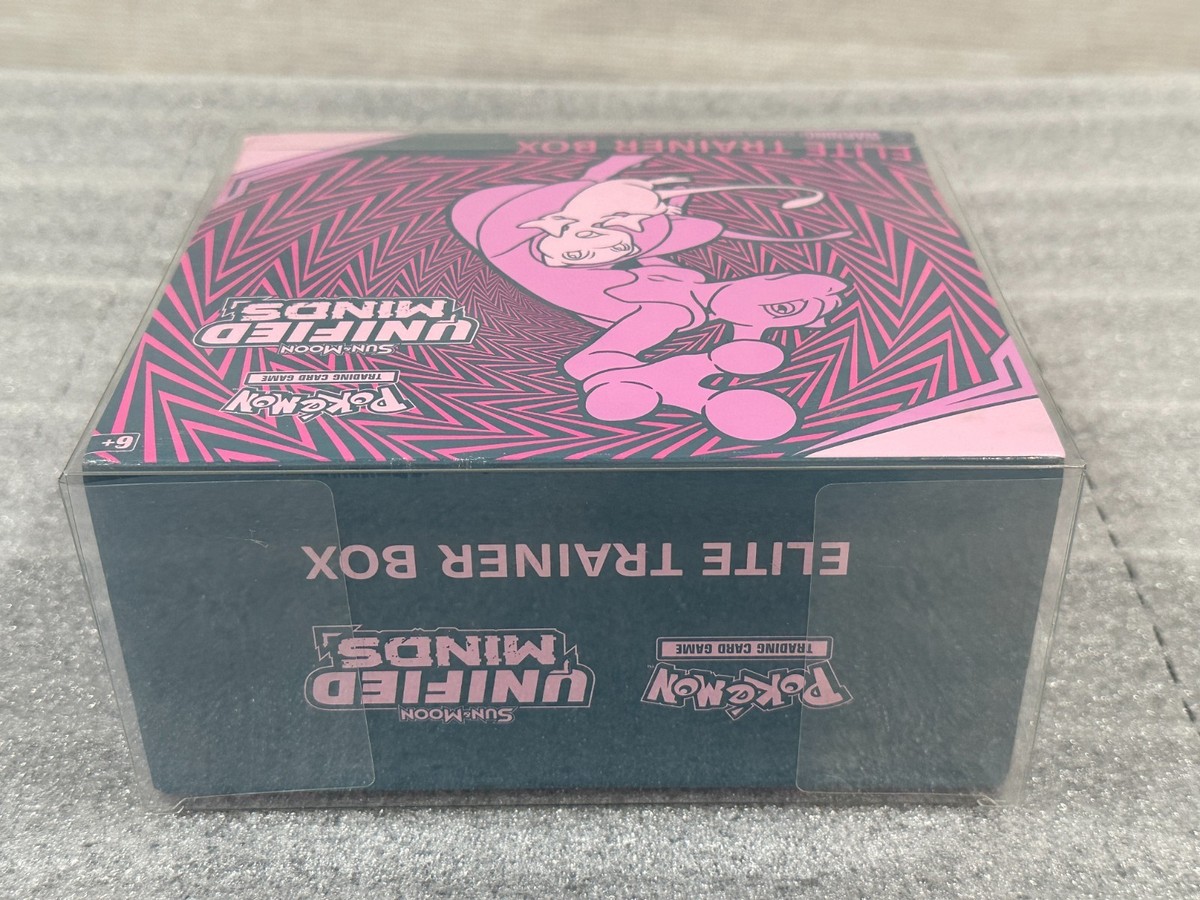 WARNING
ELITE TRAINER BOX
POKéMON
TRADING CARD GAME
SUN & MOON
UNIFIED
MINDS
6+
POKéMON
TRADING CARD GAME
SUN & MOON
UNIFIED
MINDS
ELITE TRAINER BOX